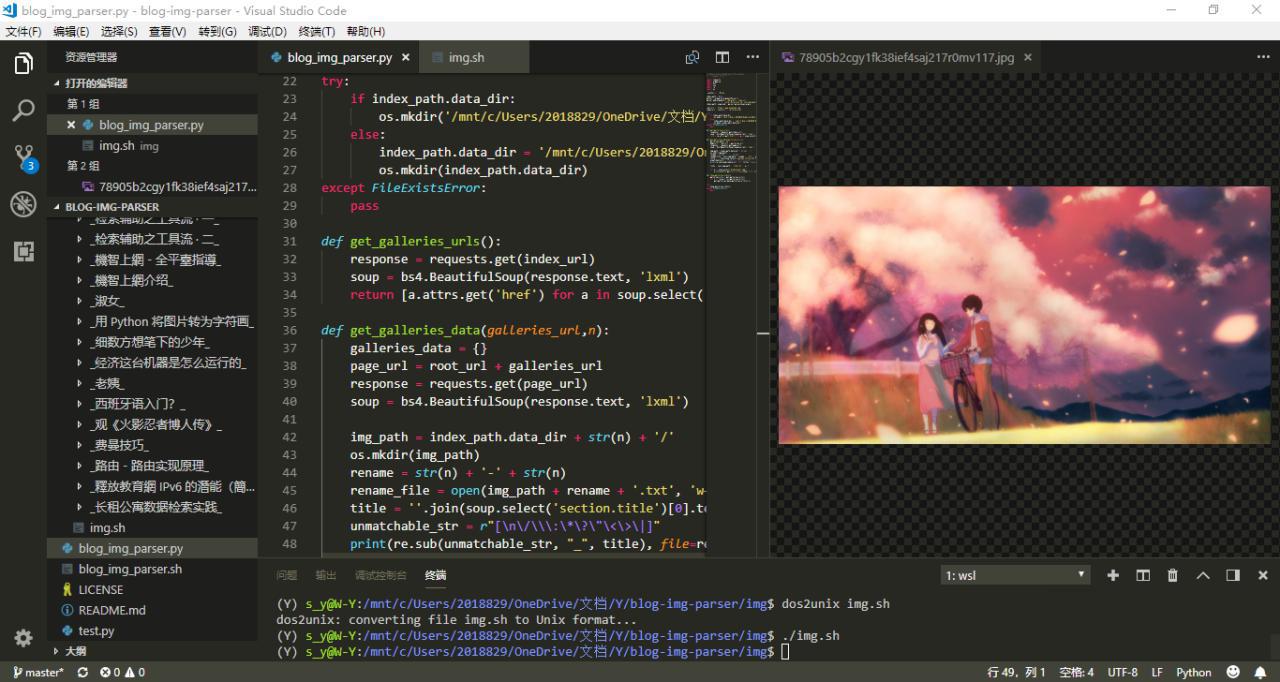 blog_img_parser.py - blog-img-parser - Visual Studio Code
文件(F) 编辑(E) 选择(S) 查看(V) 转到(G) 调试(D) 终端(T) 帮助(H)
资源管理器
打开的编辑器
第 1 组
blog_img_parser.py
img.sh img
第 2 组
78905b2cgy1fk38ief4saj217...
3
BLOG-IMG-PARSER
_检索辅助之工具流 · 一_
_检索辅助之工具流 · 二_
_機智上網 - 全平臺指導_
_機智上網介绍_
_淑女_
_用 Python 将图片转为字符画_
_细数方想笔下的少年_
_经济这台机器是怎么运行的_
_老姨_
_西班牙语入门？_
_观《火影忍者博人传》_
_费曼技巧_
_路由 - 路由实现原理_
_釋放教育網 IPv6 的潛能（簡...
_长租公寓数据检索实践_
img.sh
blog_img_parser.py
blog_img_parser.sh
LICENSE
README.md
test.py
大纲
blog_img_parser.py img.sh
22 try:
23 if index_path.data_dir:
24 os.mkdir('/mnt/c/Users/2018829/OneDrive/文档/Y
25 else:
26 index_path.data_dir = '/mnt/c/Users/2018829/O
27 os.mkdir(index_path.data_dir)
28 except FileExistsError:
29 pass
30
31 def get_galleries_urls():
32 response = requests.get(index_url)
33 soup = bs4.BeautifulSoup(response.text, 'lxml')
34 return [a.attrs.get('href') for a in soup.select(
35
36 def get_galleries_data(galleries_url,n):
37 galleries_data = {}
38 page_url = root_url + galleries_url
39 response = requests.get(page_url)
40 soup = bs4.BeautifulSoup(response.text, 'lxml')
41
42 img_path = index_path.data_dir + str(n) + '/'
43 os.mkdir(img_path)
44 rename = str(n) + '-' + str(n)
45 rename_file = open(img_path + rename + '.txt', 'w
46 title = ''.join(soup.select('section.title')[0].t
47 unmatchable_str = r"[\n\/\\\:\*\?\"\<\>\|]"
48 print(re.sub(unmatchable_str, "_", title), file=r
78905b2cgy1fk38ief4saj217r0mv117.jpg
问题 输出 调试控制台 终端
1: wsl
(Y) s_y@W-Y:/mnt/c/Users/2018829/OneDrive/文档/Y/blog-img-parser/img$ dos2unix img.sh
dos2unix: converting file img.sh to Unix format...
(Y) s_y@W-Y:/mnt/c/Users/2018829/OneDrive/文档/Y/blog-img-parser/img$ ./img.sh
(Y) s_y@W-Y:/mnt/c/Users/2018829/OneDrive/文档/Y/blog-img-parser/img$
master* 0 0 行 49，列 1 空格: 4 UTF-8 LF Python